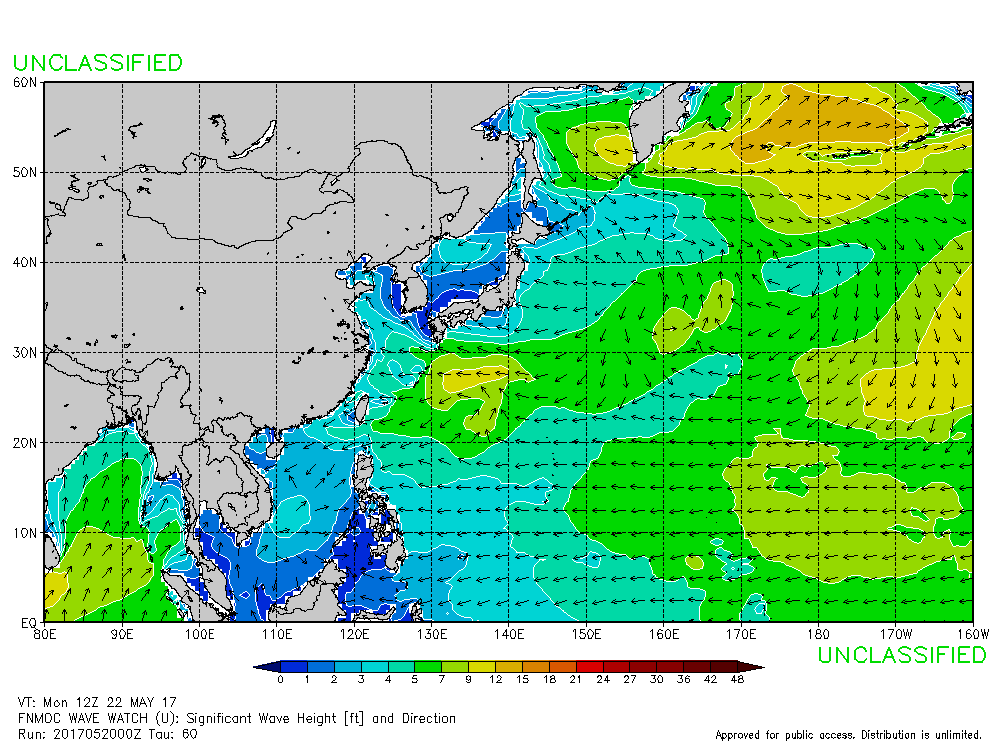 UNCLASSIFIED
60N
50N
40N
30N
20N
10N
EQ
80E 90E 100E 110E 120E 130E 140E 150E 160E 170E 180 170W 160W
UNCLASSIFIED
0 1 2 3 4 5 7 9 12 15 18 21 24 27 30 36 42 48
VT: Mon 12Z 22 MAY 17
FNMOC WAVE WATCH (U): Significant Wave Height [ft] and Direction
Run: 2017052000Z Tau: 60
Approved for public access. Distribution is unlimited.